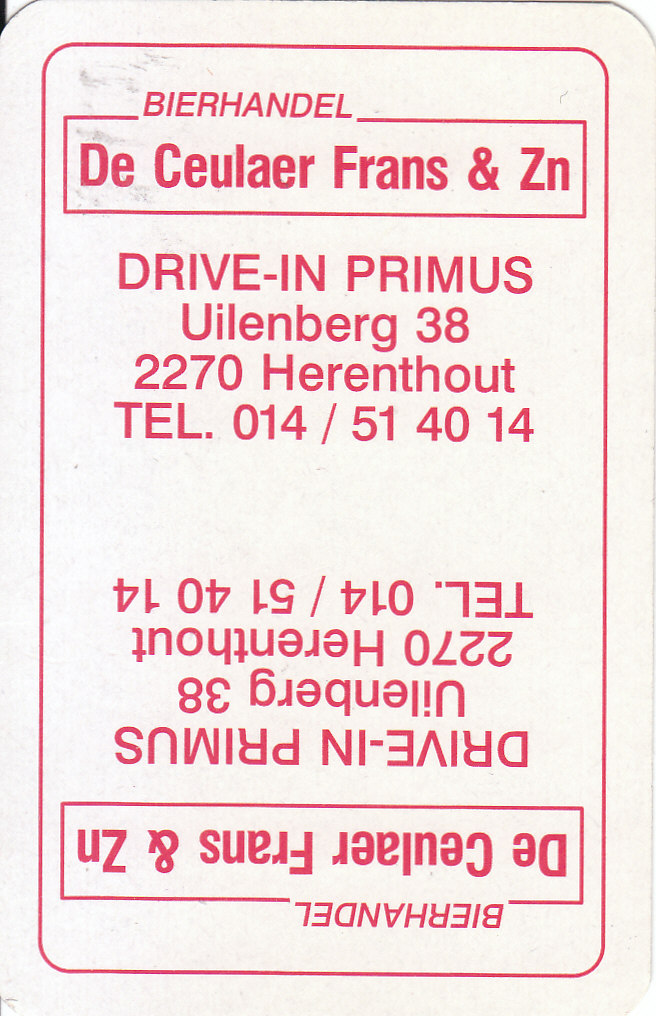 BIERHANDEL
De Ceulaer Frans & Zn
DRIVE-IN PRIMUS
Uilenberg 38
2270 Herenthout
TEL. 014 / 51 40 14
BIERHANDEL
De Ceulaer Frans & Zn
DRIVE-IN PRIMUS
Uilenberg 38
2270 Herenthout
TEL. 014 / 51 40 14